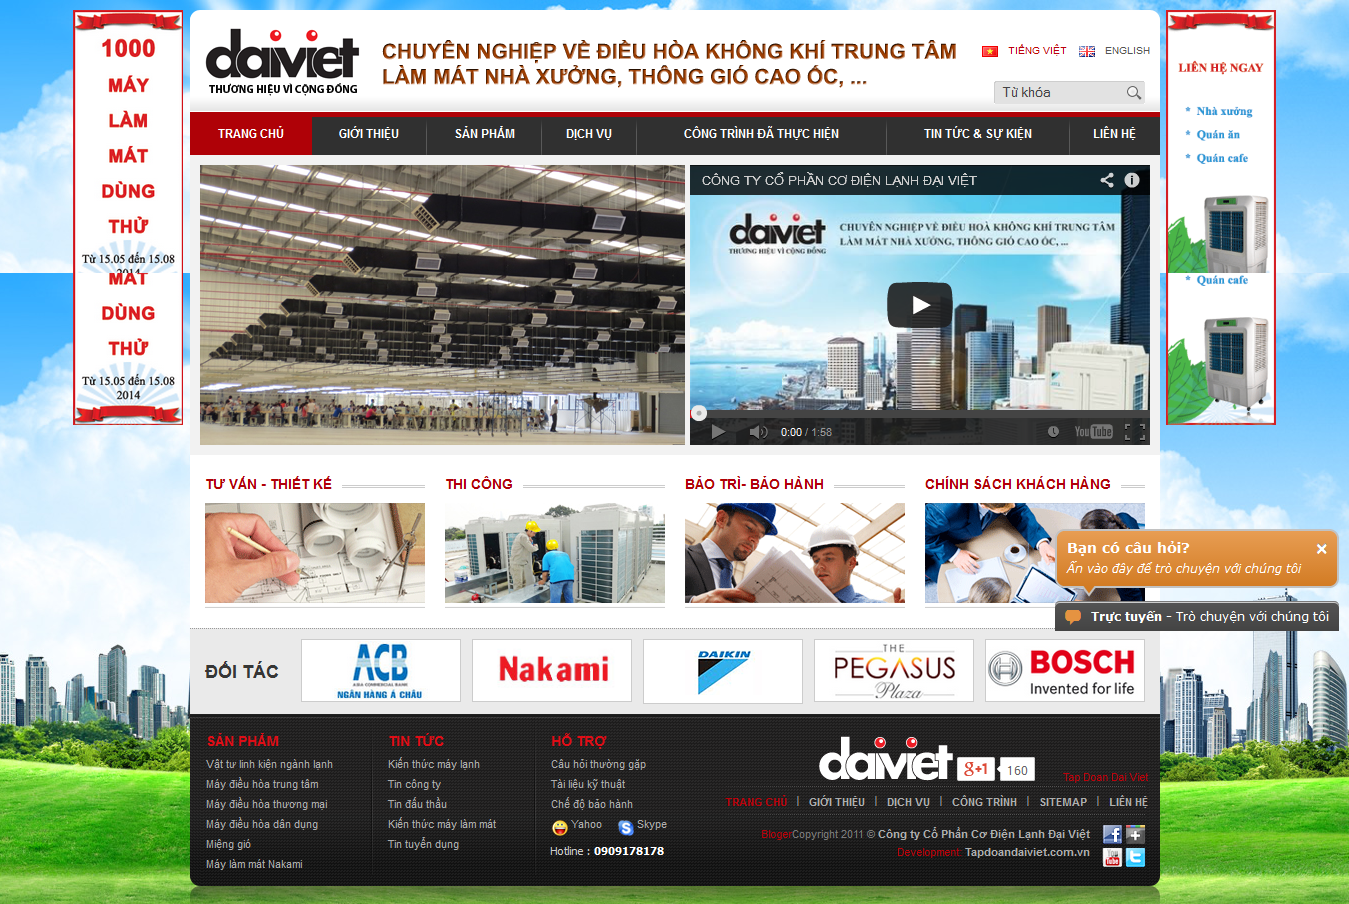 1000
MÁY
LÀM
MÁT
DÙNG
THỬ
Từ 15.05 đến 15.08
2014
MÁT
DÙNG
THỬ
Từ 15.05 đến 15.08
2014
daiviet
THƯƠNG HIỆU VÌ CỘNG ĐỒNG
CHUYÊN NGHIỆP VỀ ĐIỀU HÒA KHÔNG KHÍ TRUNG TÂM
LÀM MÁT NHÀ XƯỞNG, THÔNG GIÓ CAO ỐC, ...
TIẾNG VIỆT ENGLISH
Từ khóa
TRANG CHỦ GIỚI THIỆU SẢN PHẨM DỊCH VỤ CÔNG TRÌNH ĐÃ THỰC HIỆN TIN TỨC & SỰ KIỆN LIÊN HỆ
LIÊN HỆ NGAY
* Nhà xưởng
* Quán ăn
* Quán cafe
* Quán cafe
CÔNG TY CỔ PHẦN CƠ ĐIỆN LẠNH ĐẠI VIỆT
daiviet
THƯƠNG HIỆU VÌ CỘNG ĐỒNG
CHUYÊN NGHIỆP VỀ ĐIỀU HOÀ KHÔNG KHÍ TRUNG TÂM
LÀM MÁT NHÀ XƯỞNG, THÔNG GIÓ CAO ỐC, ...
0:00 / 1:58
YouTube
TƯ VẤN - THIẾT KẾ
THI CÔNG
BẢO TRÌ- BẢO HÀNH
CHÍNH SÁCH KHÁCH HÀNG
Bạn có câu hỏi?
Ấn vào đây để trò chuyện với chúng tôi
Trực tuyến - Trò chuyện với chúng tôi
ĐỐI TÁC
ACB
ASIA COMMERCIAL BANK
NGÂN HÀNG Á CHÂU
Nakami
DAIKIN
THE
PEGASUS
Plaza
BOSCH
Invented for life
SẢN PHẨM
Vật tư linh kiện ngành lạnh
Máy điều hòa trung tâm
Máy điều hòa thương mại
Máy điều hòa dân dụng
Miệng gió
Máy làm mát Nakami
TIN TỨC
Kiến thức máy lạnh
Tin công ty
Tin đấu thầu
Kiến thức máy làm mát
Tin tuyển dụng
HỖ TRỢ
Câu hỏi thường gặp
Tài liệu kỹ thuật
Chế độ bảo hành
Yahoo Skype
Hotline : 0909178178
daiviet
g+1 160
Tap Doan Dai Viet
TRANG CHỦ | GIỚI THIỆU | DỊCH VỤ | CÔNG TRÌNH | SITEMAP | LIÊN HỆ
BlogerCopyright 2011 © Công ty Cổ Phần Cơ Điện Lạnh Đại Việt
Development: Tapdoandaiviet.com.vn